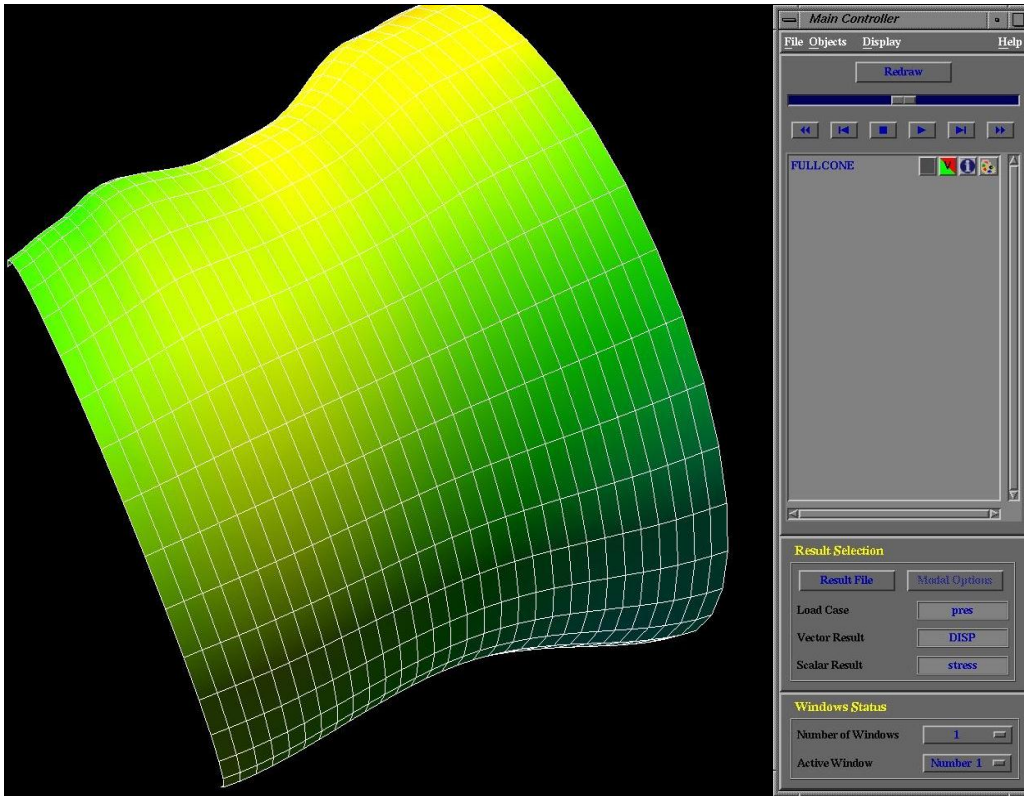 Main Controller
File Objects Display Help
Redraw
FULLCONE
V i
Result Selection
Result File Modal Options
Load Case pres
Vector Result DISP
Scalar Result stress
Windows Status
Number of Windows 1
Active Window Number 1